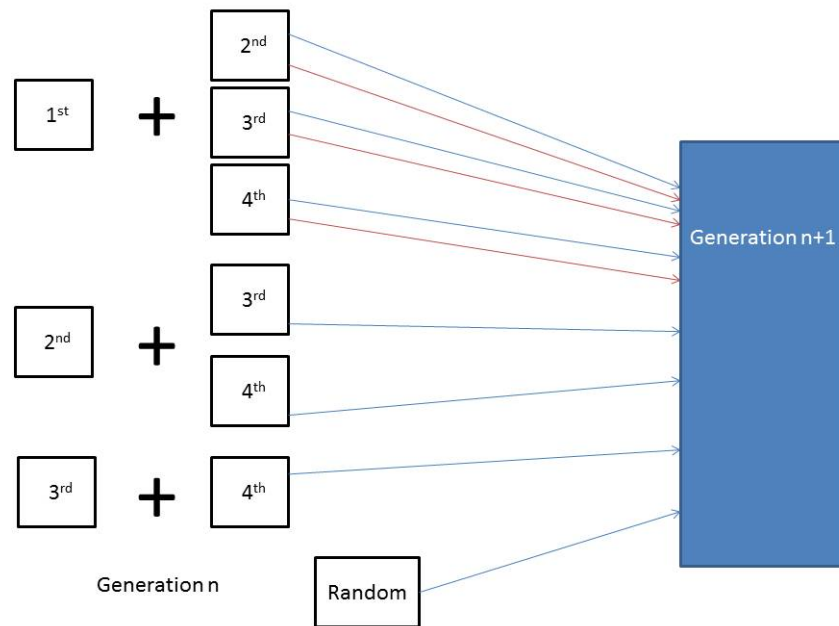 1st
+
2nd
3rd
4th
Generation n+1
2nd
+
3rd
4th
3rd
+
4th
Generation n
Random